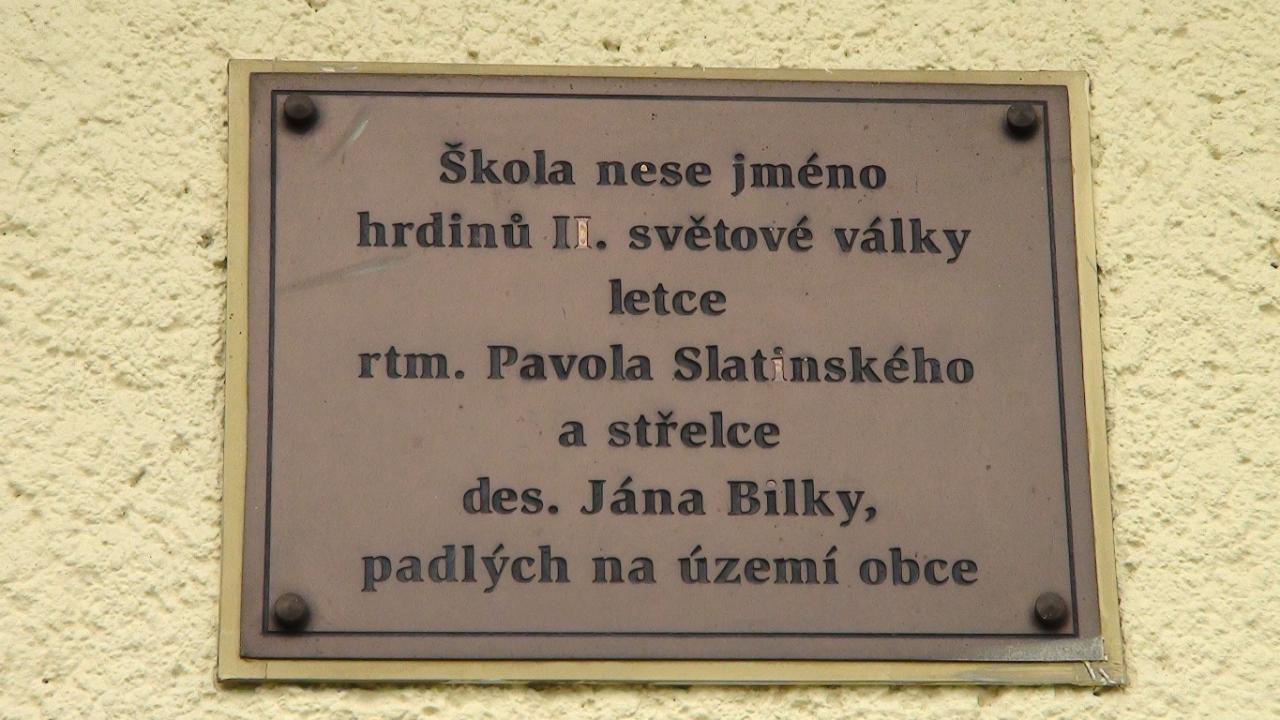 Škola nese jméno
hrdinů II. světové války
letce
rtm. Pavola Slatinského
a střelce
des. Jána Bilky,
padlých na území obce